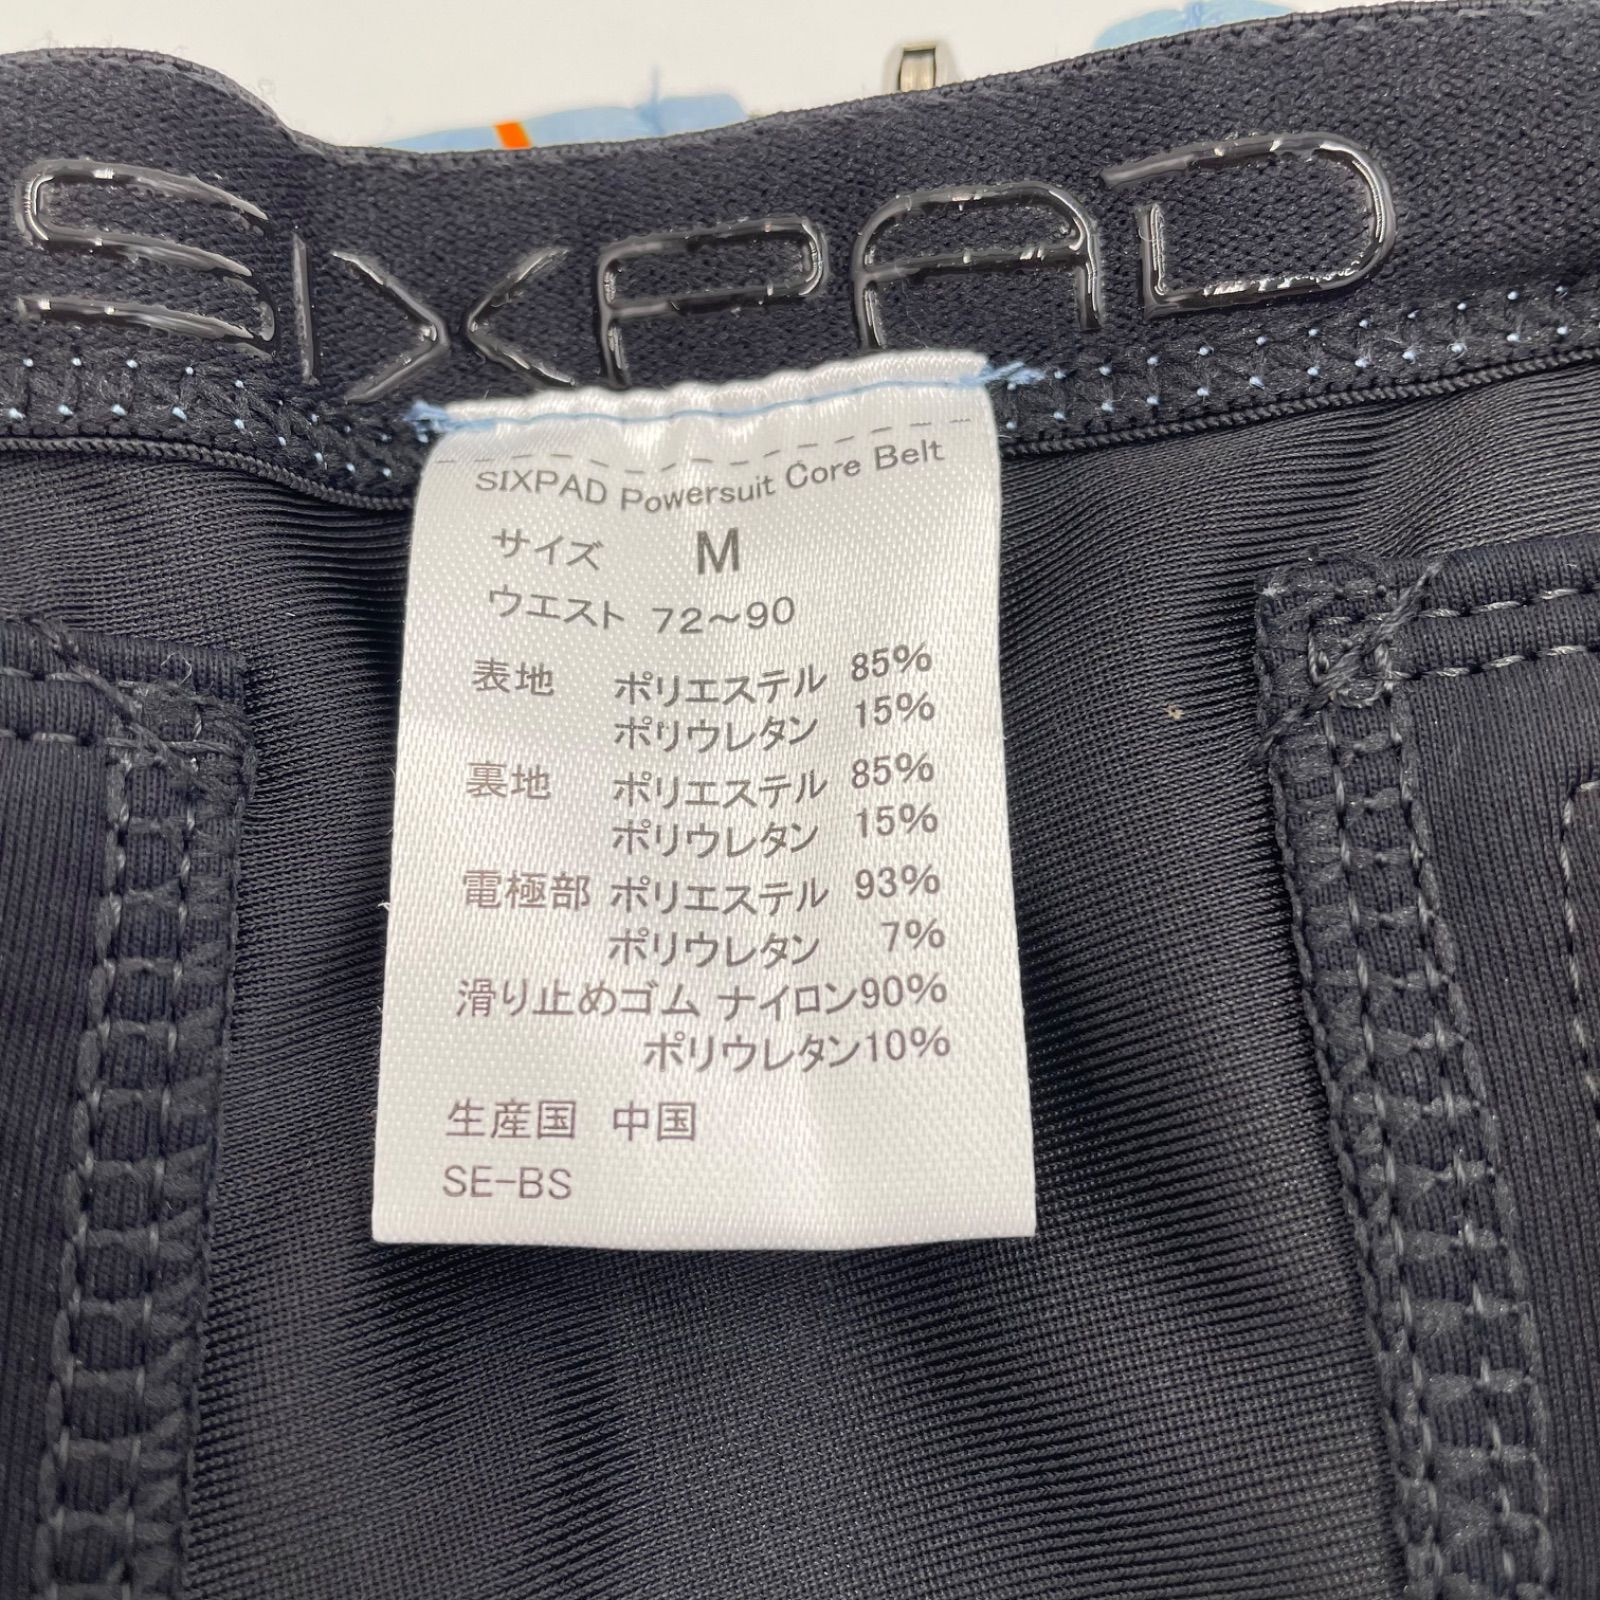 SIXPAD
SIXPAD Powersuit Core Belt
サイズ M
ウエスト 72～90
表地 ポリエステル 85%
ポリウレタン 15%
裏地 ポリエステル 85%
ポリウレタン 15%
電極部 ポリエステル 93%
ポリウレタン 7%
滑り止めゴム ナイロン90%
ポリウレタン10%
生産国 中国
SE-BS